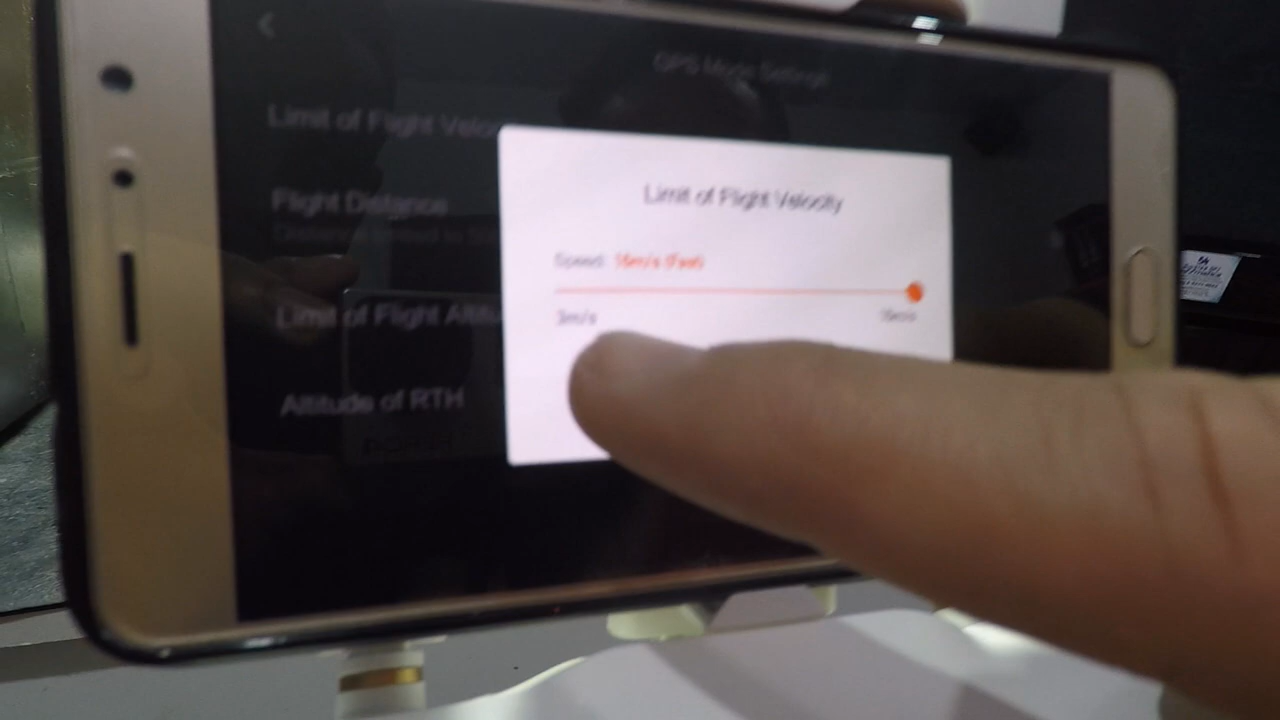 GPS Mode Settings
Limit of Flight Velo
Flight Distance
Limit of Flight Altitu
Altitude of RTH
Limit of Flight Velocity
Speed: 16m/s (Fast)
3m/s
16m/s